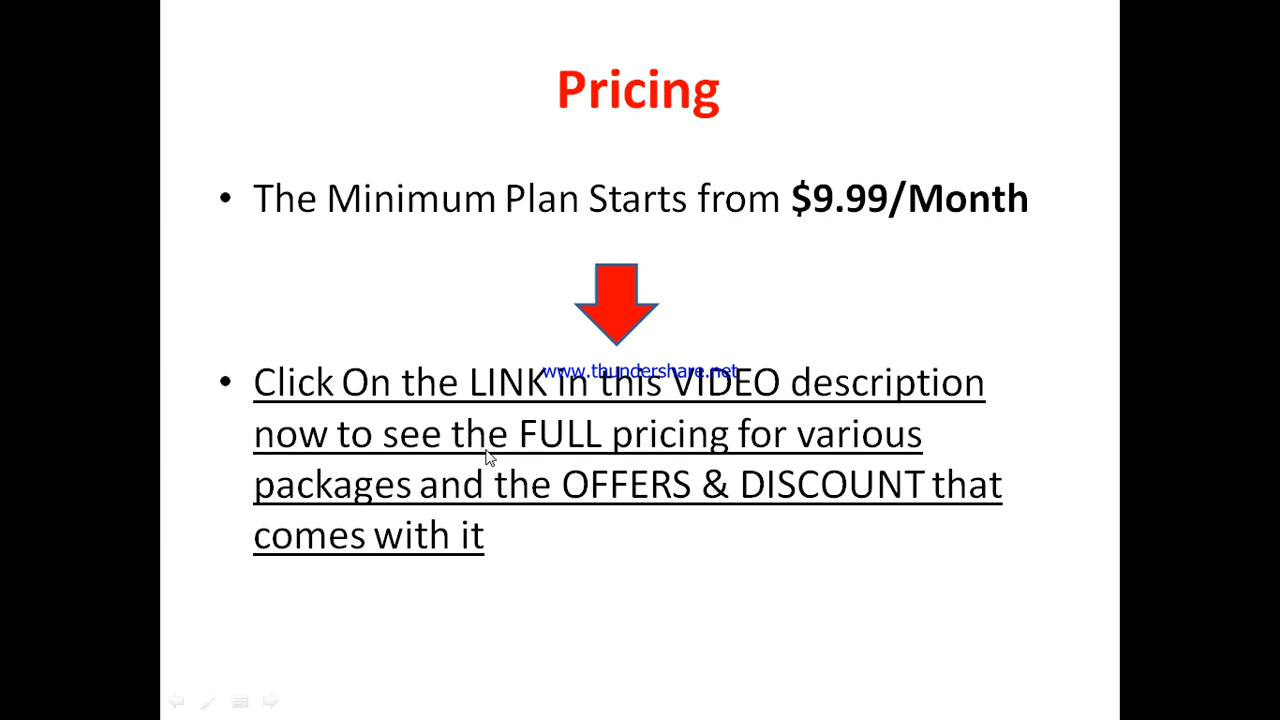 Pricing
• The Minimum Plan Starts from $9.99/Month
www.thundershare.net
• Click On the LINK in this VIDEO description
now to see the FULL pricing for various
packages and the OFFERS & DISCOUNT that
comes with it